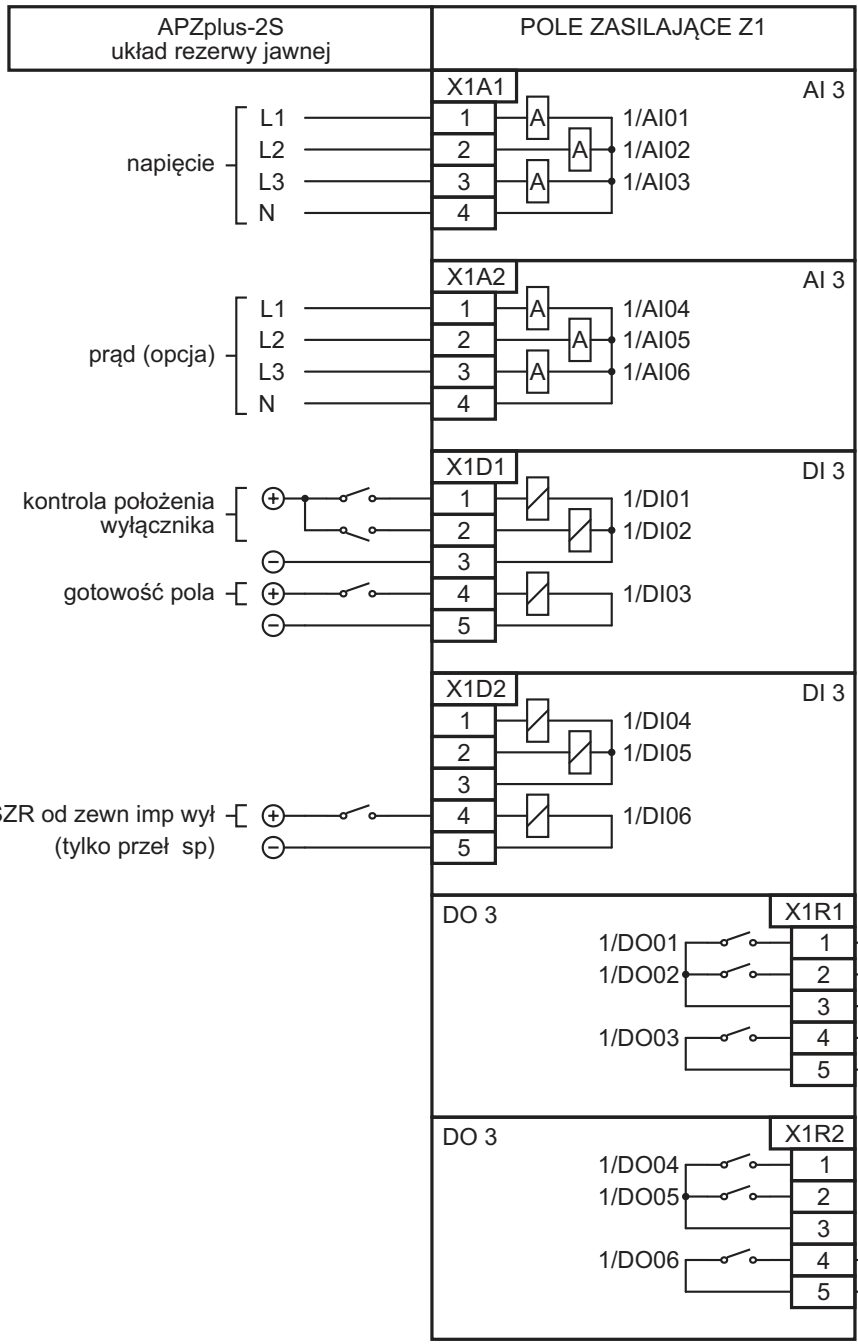 APZplus-2S
układ rezerwy jawnej
POLE ZASILAJĄCE Z1
X1A1
AI 3
napięcie
L1
1
A
1/AI01
L2
2
A
1/AI02
L3
3
A
1/AI03
N
4
X1A2
AI 3
prąd (opcja)
L1
1
A
1/AI04
L2
2
A
1/AI05
L3
3
A
1/AI06
N
4
X1D1
DI 3
kontrola położenia
wyłącznika
+
1
1/DI01
2
1/DI02
−
3
gotowość pola
+
4
1/DI03
−
5
X1D2
DI 3
1
1/DI04
2
1/DI05
3
SZR od zewn imp wył
+
4
1/DI06
(tylko przeł sp)
−
5
DO 3
X1R1
1/DO01
1
1/DO02
2
3
1/DO03
4
5
DO 3
X1R2
1/DO04
1
1/DO05
2
3
1/DO06
4
5